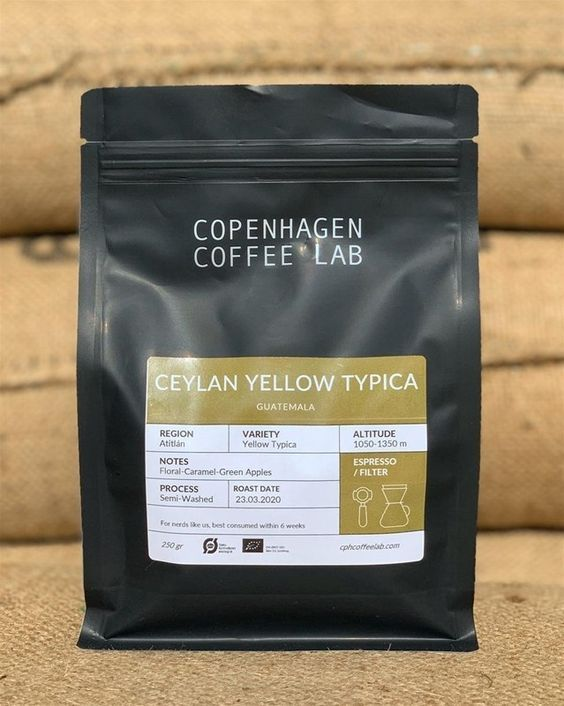 COPENHAGEN
COFFEE LAB
CEYLAN YELLOW TYPICA
GUATEMALA
REGION
Atitlán
VARIETY
Yellow Typica
ALTITUDE
1050-1350 m
NOTES
Floral-Caramel-Green Apples
ESPRESSO
/ FILTER
PROCESS
Semi-Washed
ROAST DATE
23.03.2020
For nerds like us, best consumed within 6 weeks
250 gr
cphcoffeelab.com